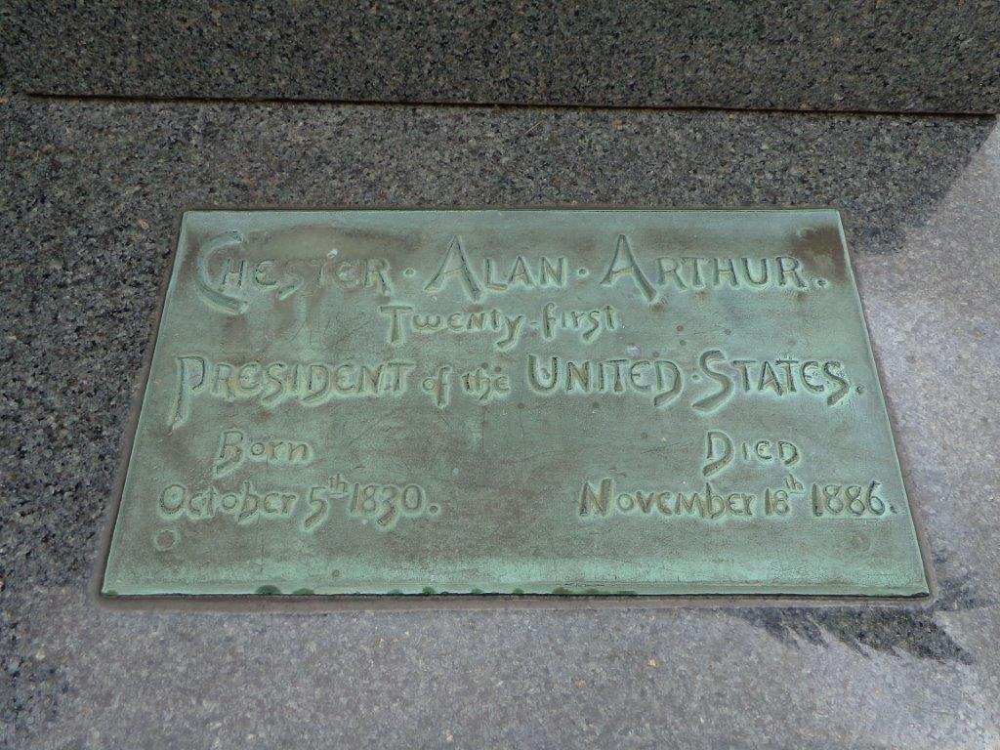 CHESTER · ALAN · ARTHUR.
TWENTY-first
PRESIDENT of the UNITED · STATES.
BORN DIED
OCTOBER 5th 1830. NOVEMBER 18th 1886.